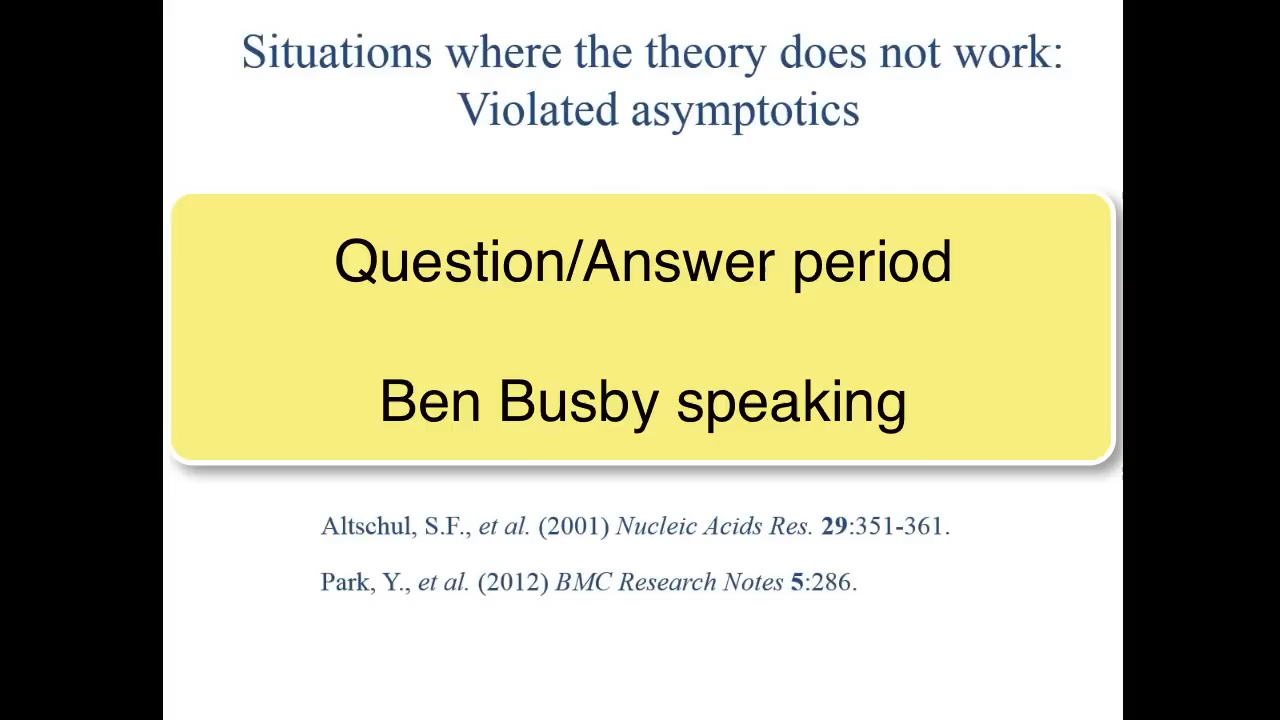 Situations where the theory does not work:
Violated asymptotics
Question/Answer period
Ben Busby speaking
Altschul, S.F., et al. (2001) Nucleic Acids Res. 29:351-361.
Park, Y., et al. (2012) BMC Research Notes 5:286.